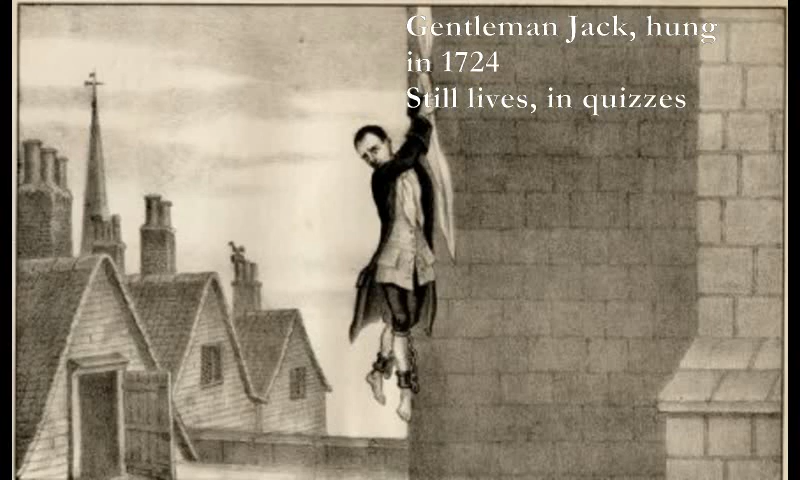 Gentleman Jack, hung
in 1724
Still lives, in quizzes